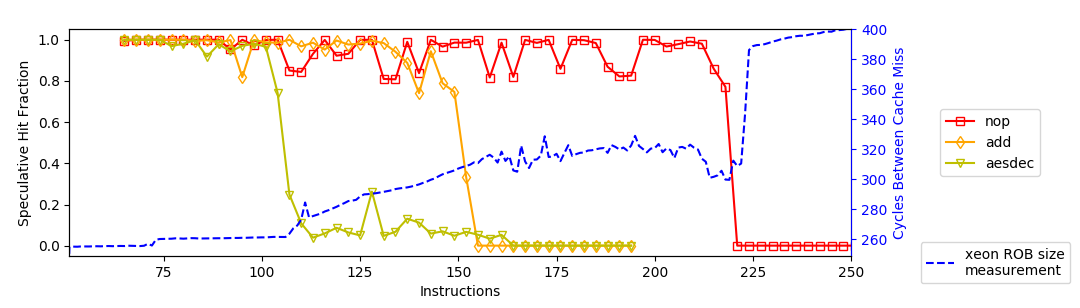 1.0
0.8
0.6
0.4
0.2
0.0
Speculative Hit Fraction
75
100
125
150
175
200
225
250
Instructions
400
380
360
340
320
300
280
260
Cycles Between Cache Miss
nop
add
aesdec
xeon ROB size
measurement